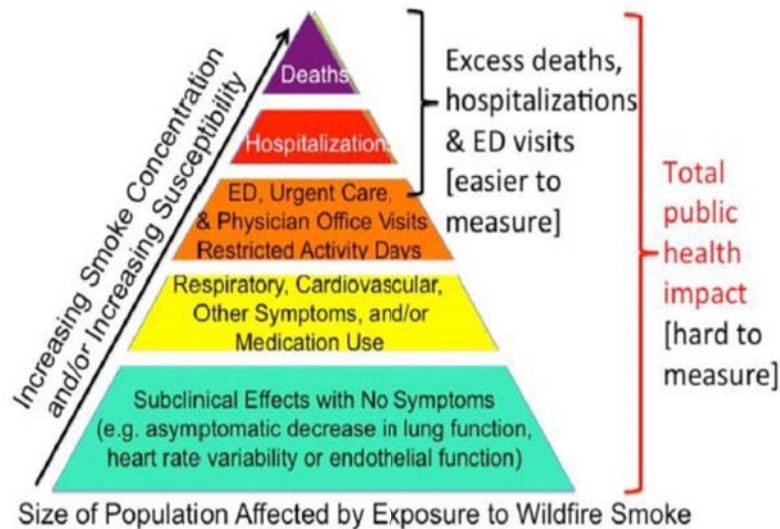 Increasing Smoke Concentration
and/or Increasing Susceptibility
Deaths
Hospitalizations
ED, Urgent Care,
& Physician Office Visits
Restricted Activity Days
Respiratory, Cardiovascular,
Other Symptoms, and/or
Medication Use
Subclinical Effects with No Symptoms
(e.g. asymptomatic decrease in lung function,
heart rate variability or endothelial function)
Excess deaths,
hospitalizations
& ED visits
[easier to
measure]
Total
public
health
impact
[hard to
measure]
Size of Population Affected by Exposure to Wildfire Smoke